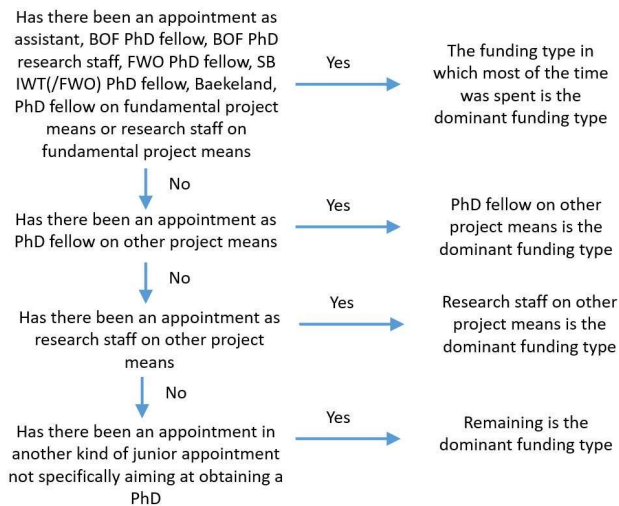 Has there been an appointment as
assistant, BOF PhD fellow, BOF PhD
research staff, FWO PhD fellow, SB
IWT(/FWO) PhD fellow, Baekeland,
PhD fellow on fundamental project
means or research staff on
fundamental project means
Yes
The funding type in
which most of the time
was spent is the
dominant funding type
No
Has there been an appointment as
PhD fellow on other project means
Yes
PhD fellow on other
project means is the
dominant funding type
No
Has there been an appointment as
research staff on other project
means
Yes
Research staff on other
project means is the
dominant funding type
No
Has there been an appointment in
another kind of junior appointment
not specifically aiming at obtaining a
PhD
Yes
Remaining is the
dominant funding type